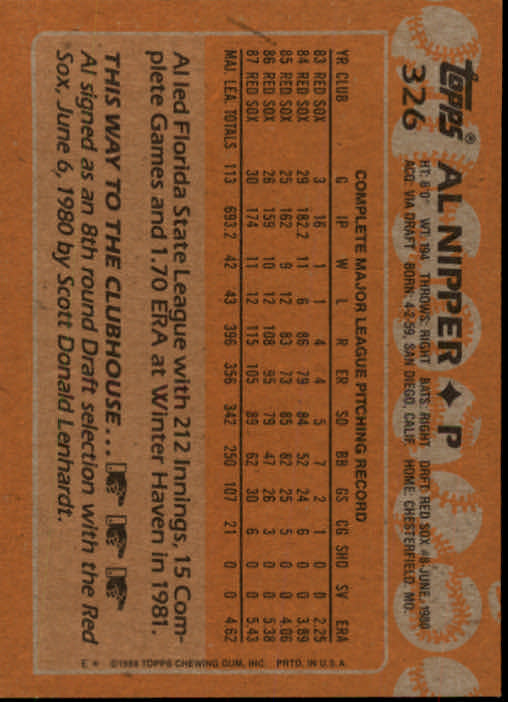 topps®
326
AL NIPPER ✦ P
HT: 6'0" WT: 194 THROWS: RIGHT BATS: RIGHT DRFT: RED SOX #8-JUNE, 1980
ACQ: VIA DRAFT BORN: 4-2-59, SAN DIEGO, CALIF. HOME: CHESTERFIELD, MO.
COMPLETE MAJOR LEAGUE PITCHING RECORD
YR CLUB G IP W L R ER SO BB GS CG SHO SV ERA
83 RED SOX 3 16 1 1 4 4 5 7 2 1 0 0 2.25
84 RED SOX 29 182.2 11 6 86 79 84 52 24 6 0 0 3.89
85 RED SOX 25 162 9 12 83 73 85 82 25 5 0 0 4.06
86 RED SOX 26 159 10 12 108 95 79 47 26 3 0 0 5.38
87 RED SOX 30 174 11 12 115 105 89 62 30 6 0 0 5.43
MAJ. LEA. TOTALS 113 693.2 42 43 396 356 342 250 107 21 0 0 4.62
Al led Florida State League with 212 Innings, 15 Com-
plete Games and 1.70 ERA at Winter Haven in 1981.
THIS WAY TO THE CLUBHOUSE...
Al signed as an 8th round Draft selection with the Red
Sox, June 6, 1980 by Scott Donald Lenhardt.
E * ©1988 TOPPS CHEWING GUM, INC. PRTD. IN U.S.A.